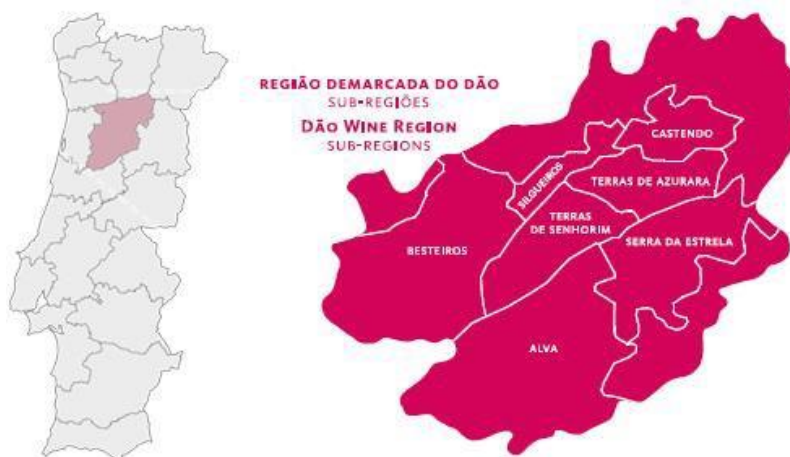 REGIÃO DEMARCADA DO DÃO
SUB-REGIÕES
DÃO WINE REGION
SUB-REGIONS
CASTENDO
SILGUEIROS
TERRAS DE AZURARA
TERRAS
DE SENHORIM
SERRA DA ESTRELA
BESTEIROS
ALVA